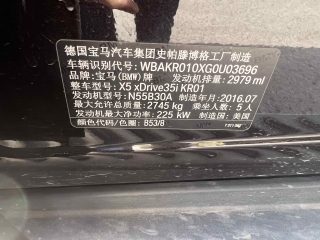 德国宝马汽车集团史帕滕博格工厂制造
车辆识别代号: WBAKR010XG0U03696
品牌: 宝马(BMW)牌 发动机排量: 2979 ml
整车型号: X5 xDrive35i KR01
发动机型号: N55B30A 制造年月: 2016.07
最大允许总质量: 2745 kg 乘坐人数: 5 人
发动机最大净功率: 225 kW 制造国: 美国
颜色代码/色圈: B53/B